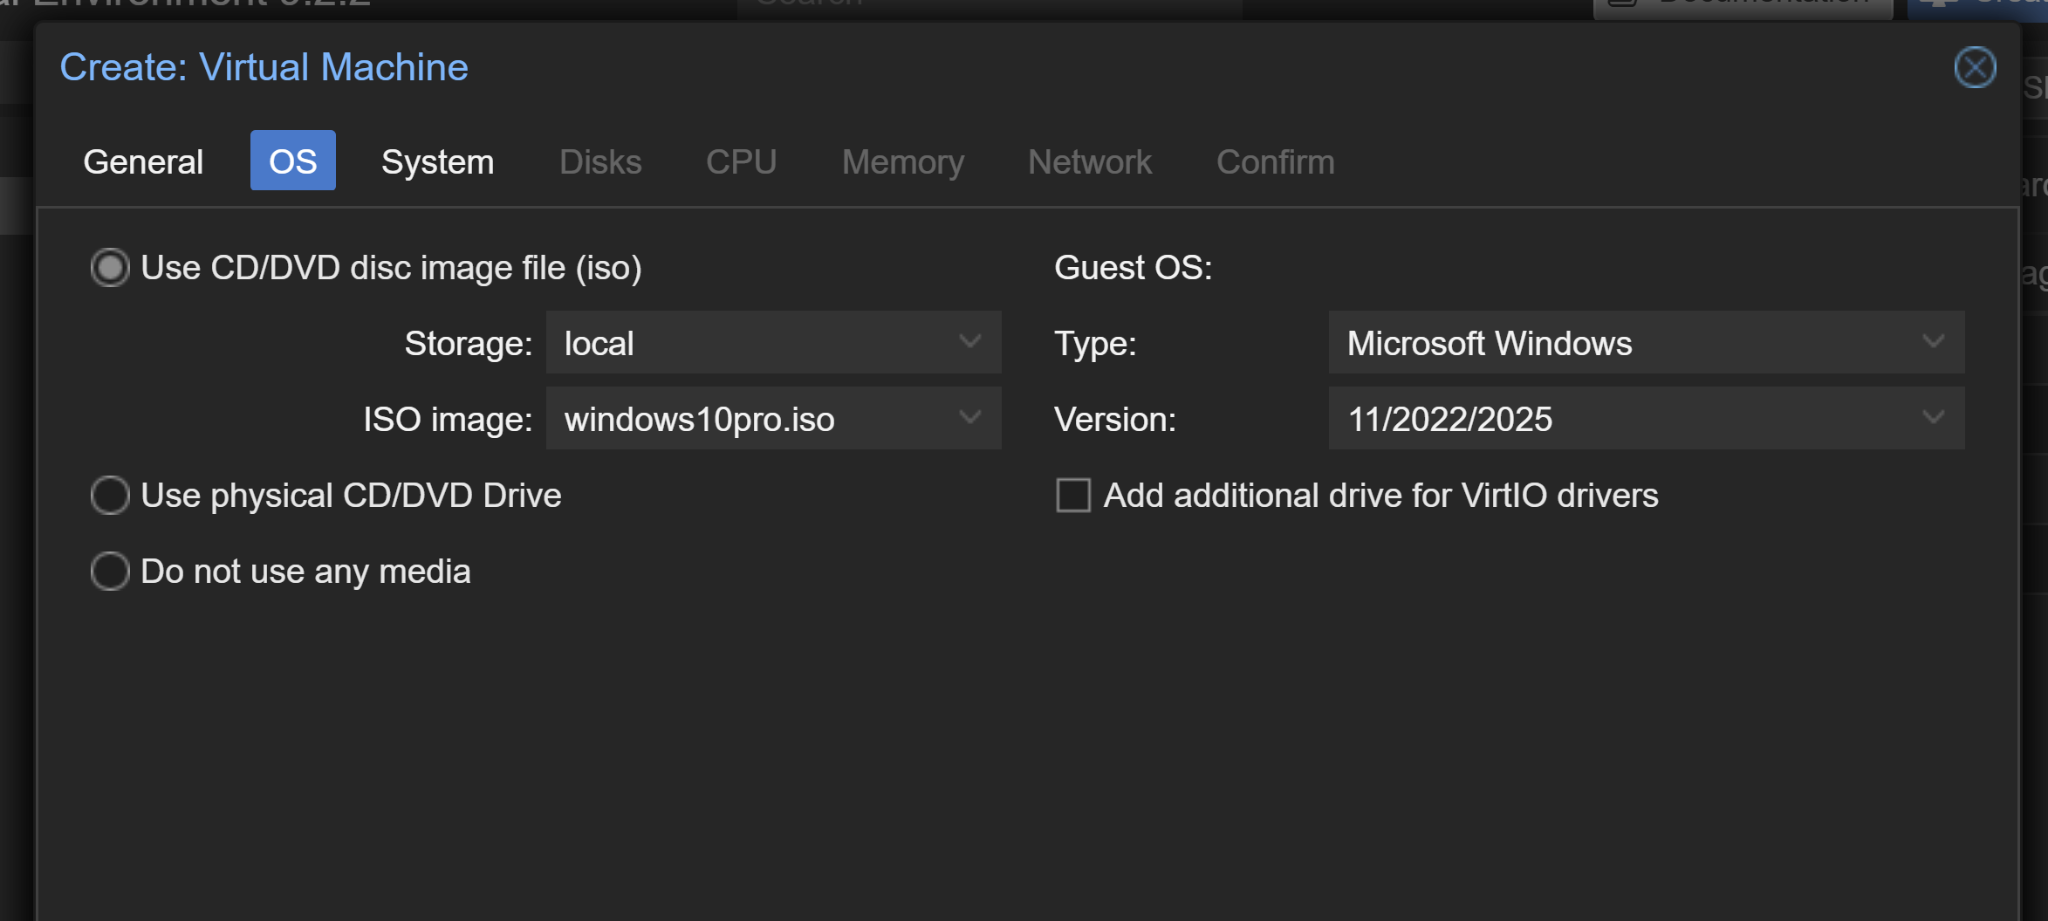 Create: Virtual Machine
General OS System Disks CPU Memory Network Confirm
Use CD/DVD disc image file (iso)
Storage: local
ISO image: windows10pro.iso
Use physical CD/DVD Drive
Do not use any media
Guest OS:
Type: Microsoft Windows
Version: 11/2022/2025
Add additional drive for VirtIO drivers